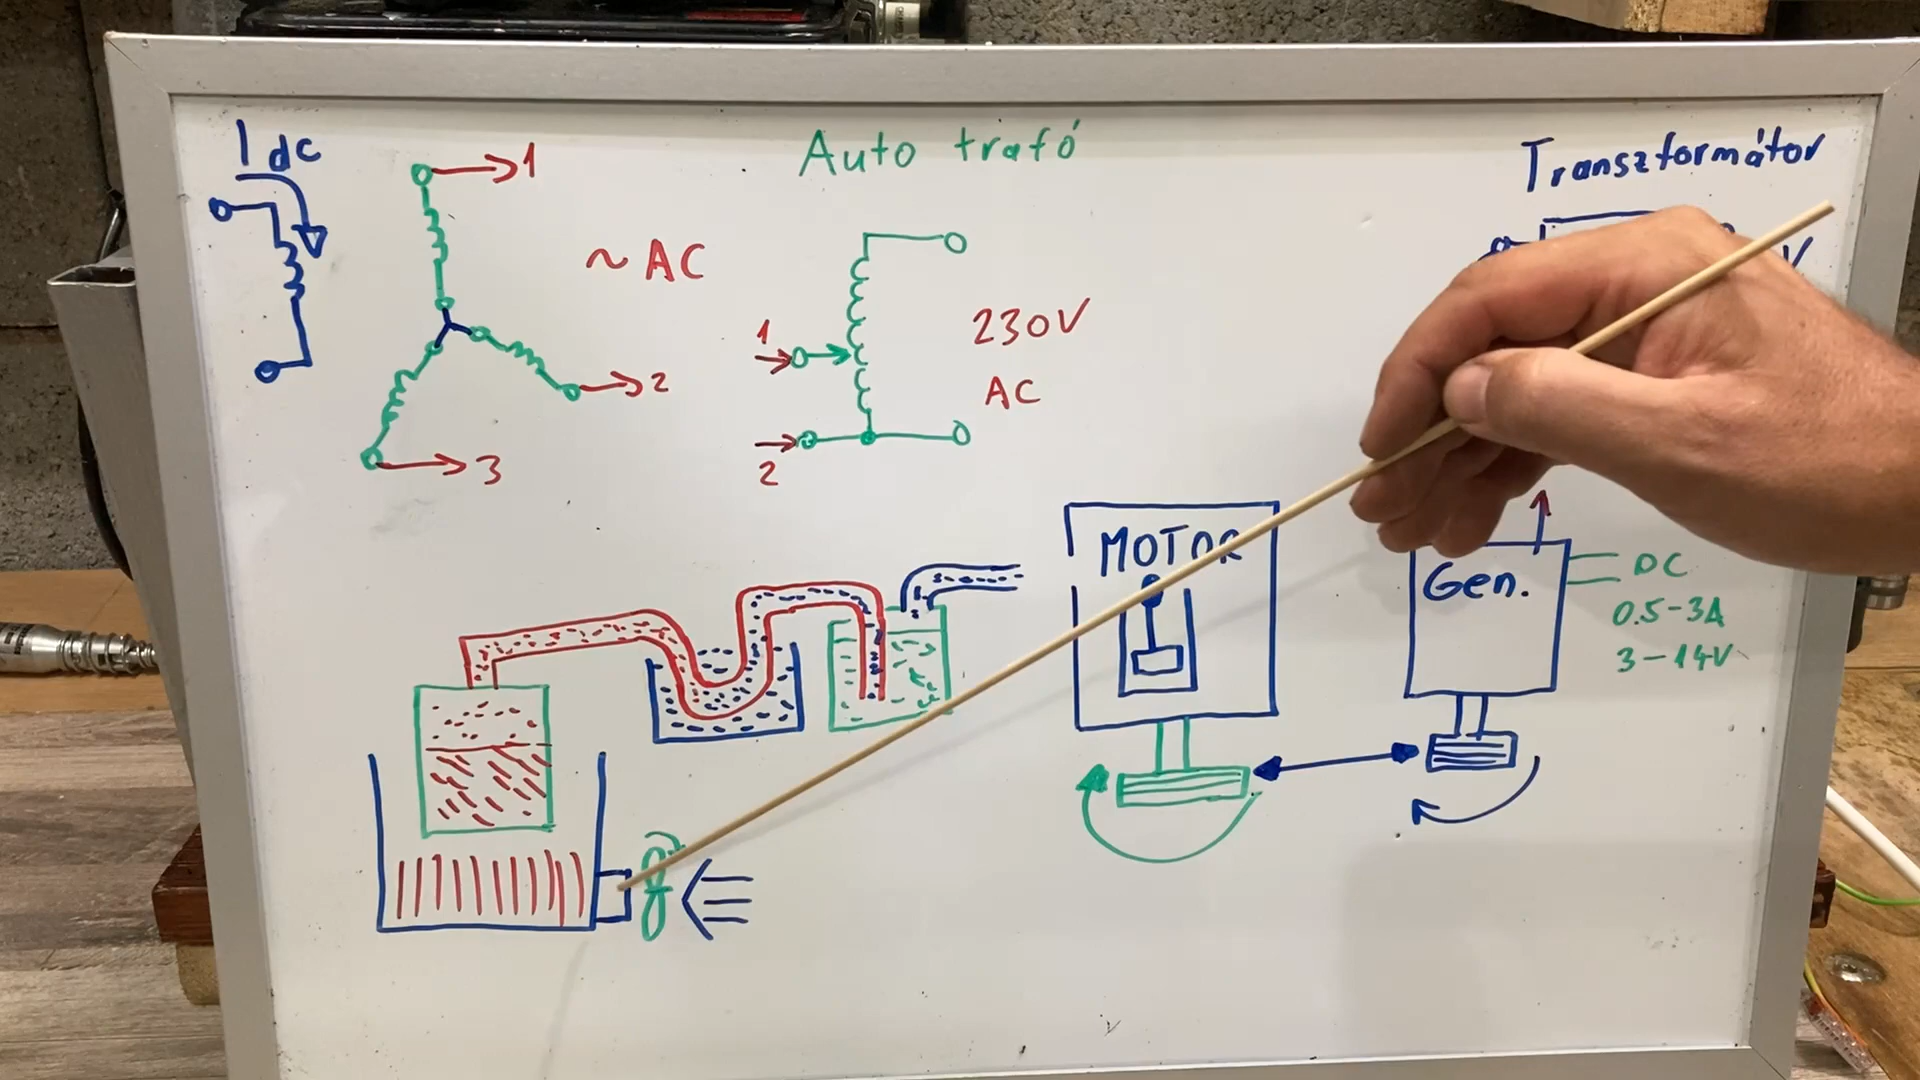 I dc
1
2
3
~ AC
Auto trafó
1
2
230V
AC
Transzformátor
V
MOTOR
Gen.
DC
0.5-3A
3-14V